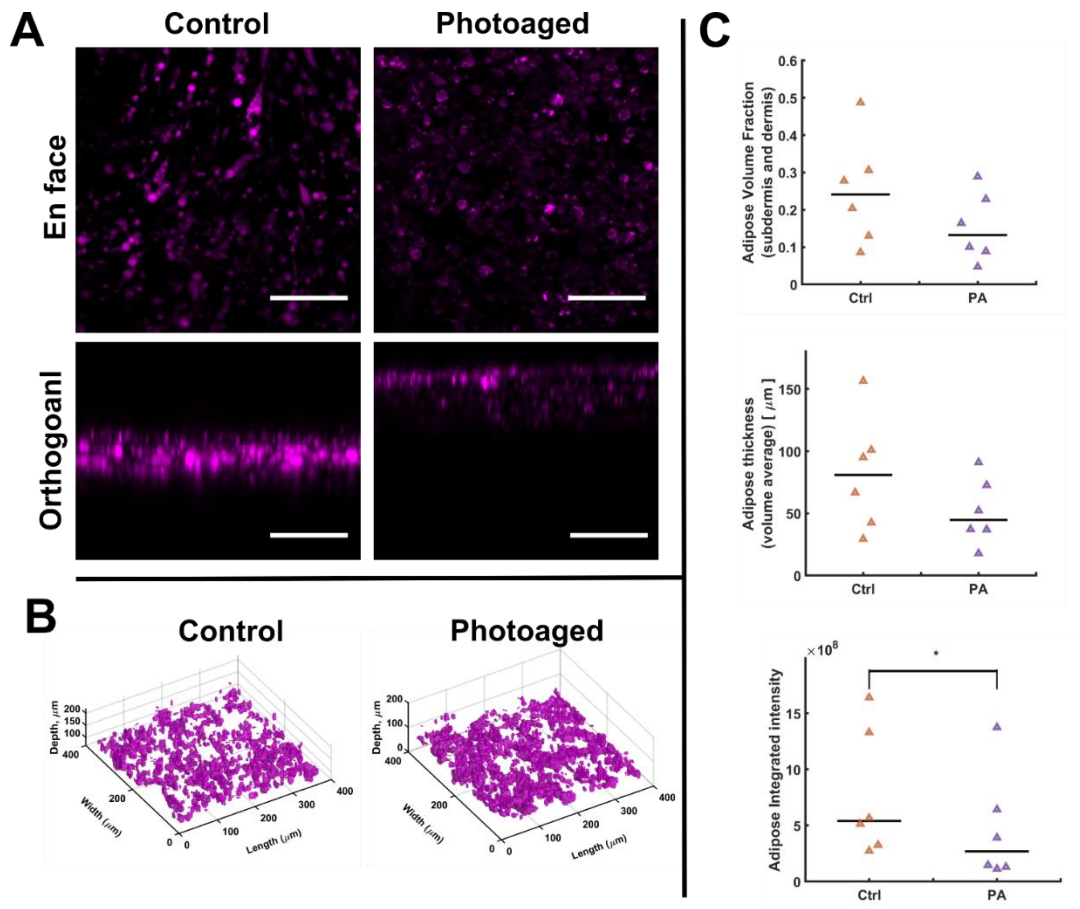 A
Control
Photoaged
En face
Orthogoanl
B
Control
Photoaged
200
150
100
Depth, μm
400
200
0
Width (μm)
0
100
200
300
400
Length (μm)
200
100
0
Depth, μm
400
200
0
Width (μm)
0
100
200
300
400
Length (μm)
C
Adipose Volume Fraction
(subdermis and dermis)
0.6
0.5
0.4
0.3
0.2
0.1
0
Ctrl
PA
Adipose thickness
(volume average) [ μm ]
150
100
50
0
Ctrl
PA
×10⁸
*
Adipose Integrated intensity
15
10
5
0
Ctrl
PA